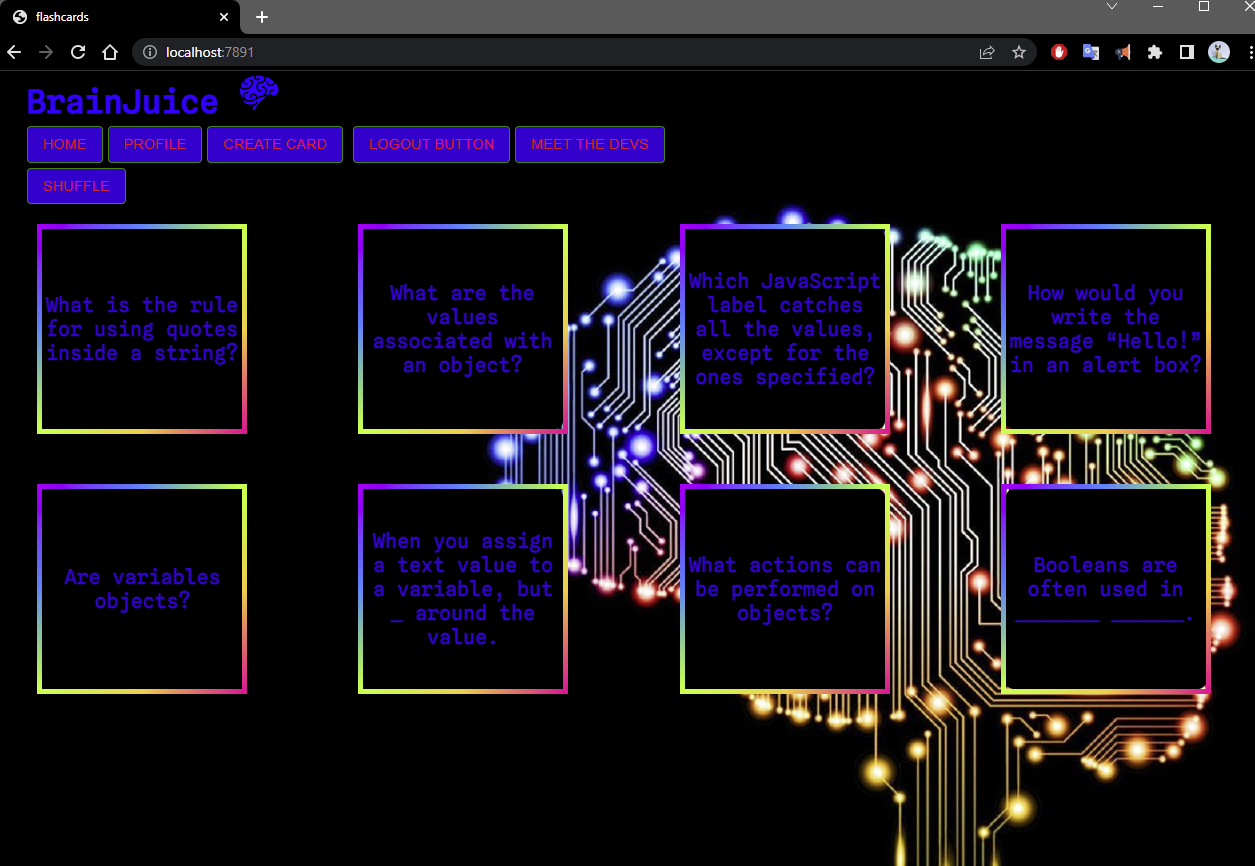 flashcards
localhost:7891
BrainJuice
HOME PROFILE CREATE CARD LOGOUT BUTTON MEET THE DEVS
SHUFFLE
What is the rule
for using quotes
inside a string?
What are the
values
associated with
an object?
Which JavaScript
label catches
all the values,
except for the
ones specified?
How would you
write the
message “Hello!”
in an alert box?
Are variables
objects?
When you assign
a text value to
a variable, but
_ around the
value.
What actions can
be performed on
objects?
Booleans are
often used in
_______ ______.